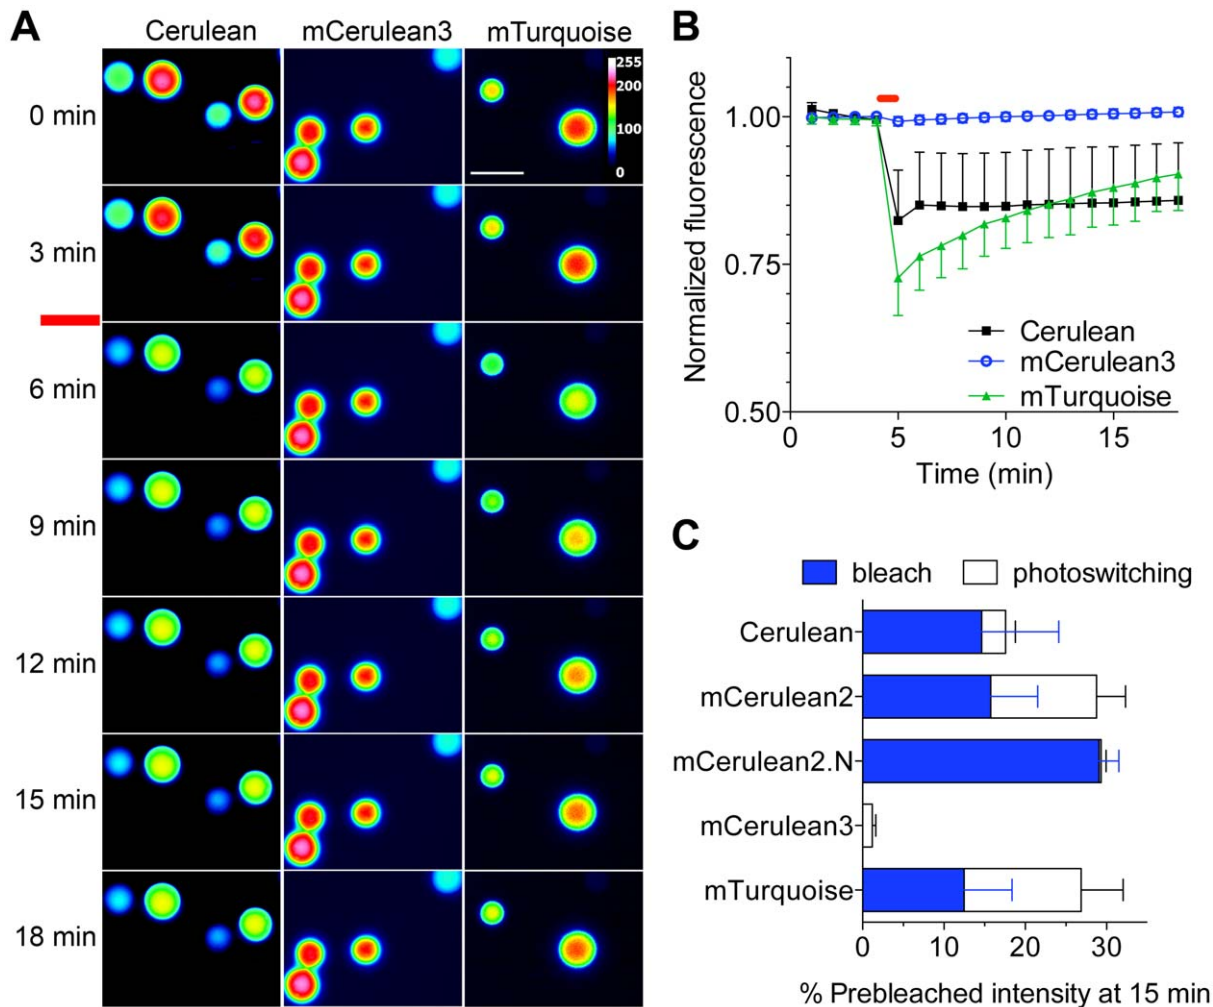 A
Cerulean mCerulean3 mTurquoise
0 min
255
200
100
0
3 min
6 min
9 min
12 min
15 min
18 min
B
Normalized fluorescence
1.00
0.75
0.50
0 5 10 15
Time (min)
Cerulean
mCerulean3
mTurquoise
C
bleach photoswitching
Cerulean
mCerulean2
mCerulean2.N
mCerulean3
mTurquoise
0 10 20 30
% Prebleached intensity at 15 min